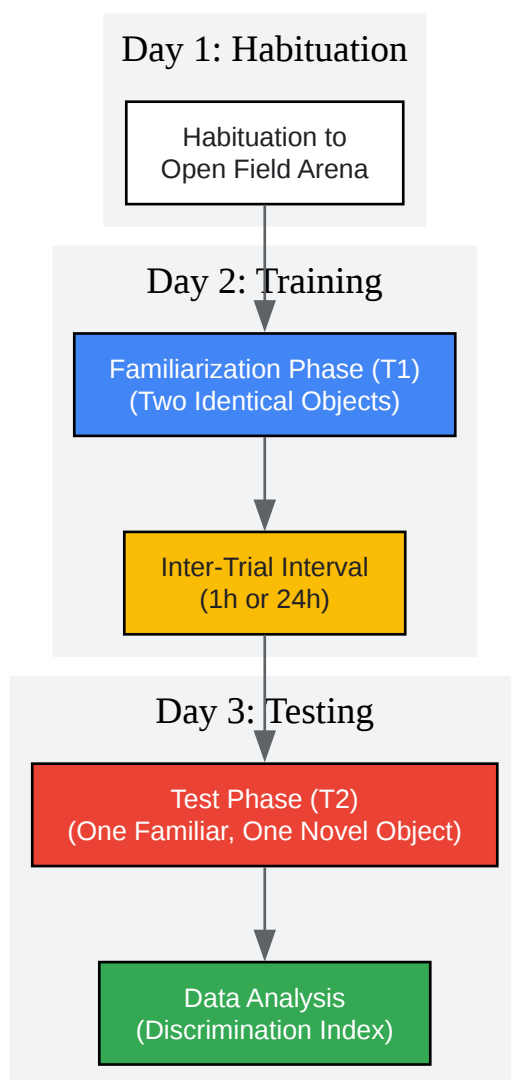 Day 1: Habituation
Habituation to
Open Field Arena
Day 2: Training
Familiarization Phase (T1)
(Two Identical Objects)
Inter-Trial Interval
(1h or 24h)
Day 3: Testing
Test Phase (T2)
(One Familiar, One Novel Object)
Data Analysis
(Discrimination Index)